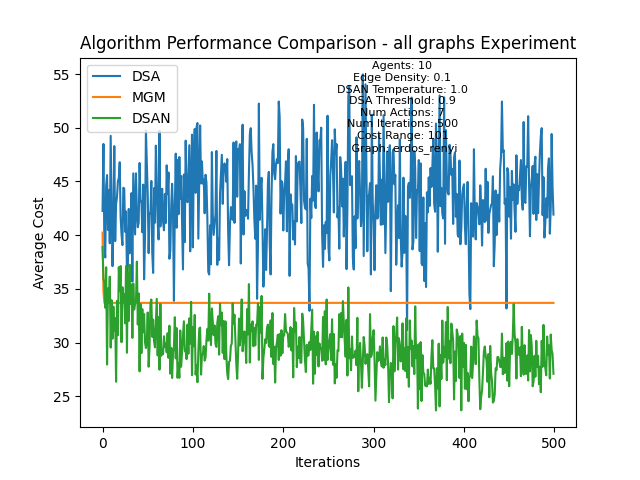 Algorithm Performance Comparison - all graphs Experiment
DSA
MGM
DSAN
Agents: 10
Edge Density: 0.1
DSAN Temperature: 1.0
DSA Threshold: 0.9
Num Actions: 7
Num Iterations: 500
Cost Range: 101
Graph: erdos_renyi
Average Cost
55
50
45
40
35
30
25
0
100
200
300
400
500
Iterations